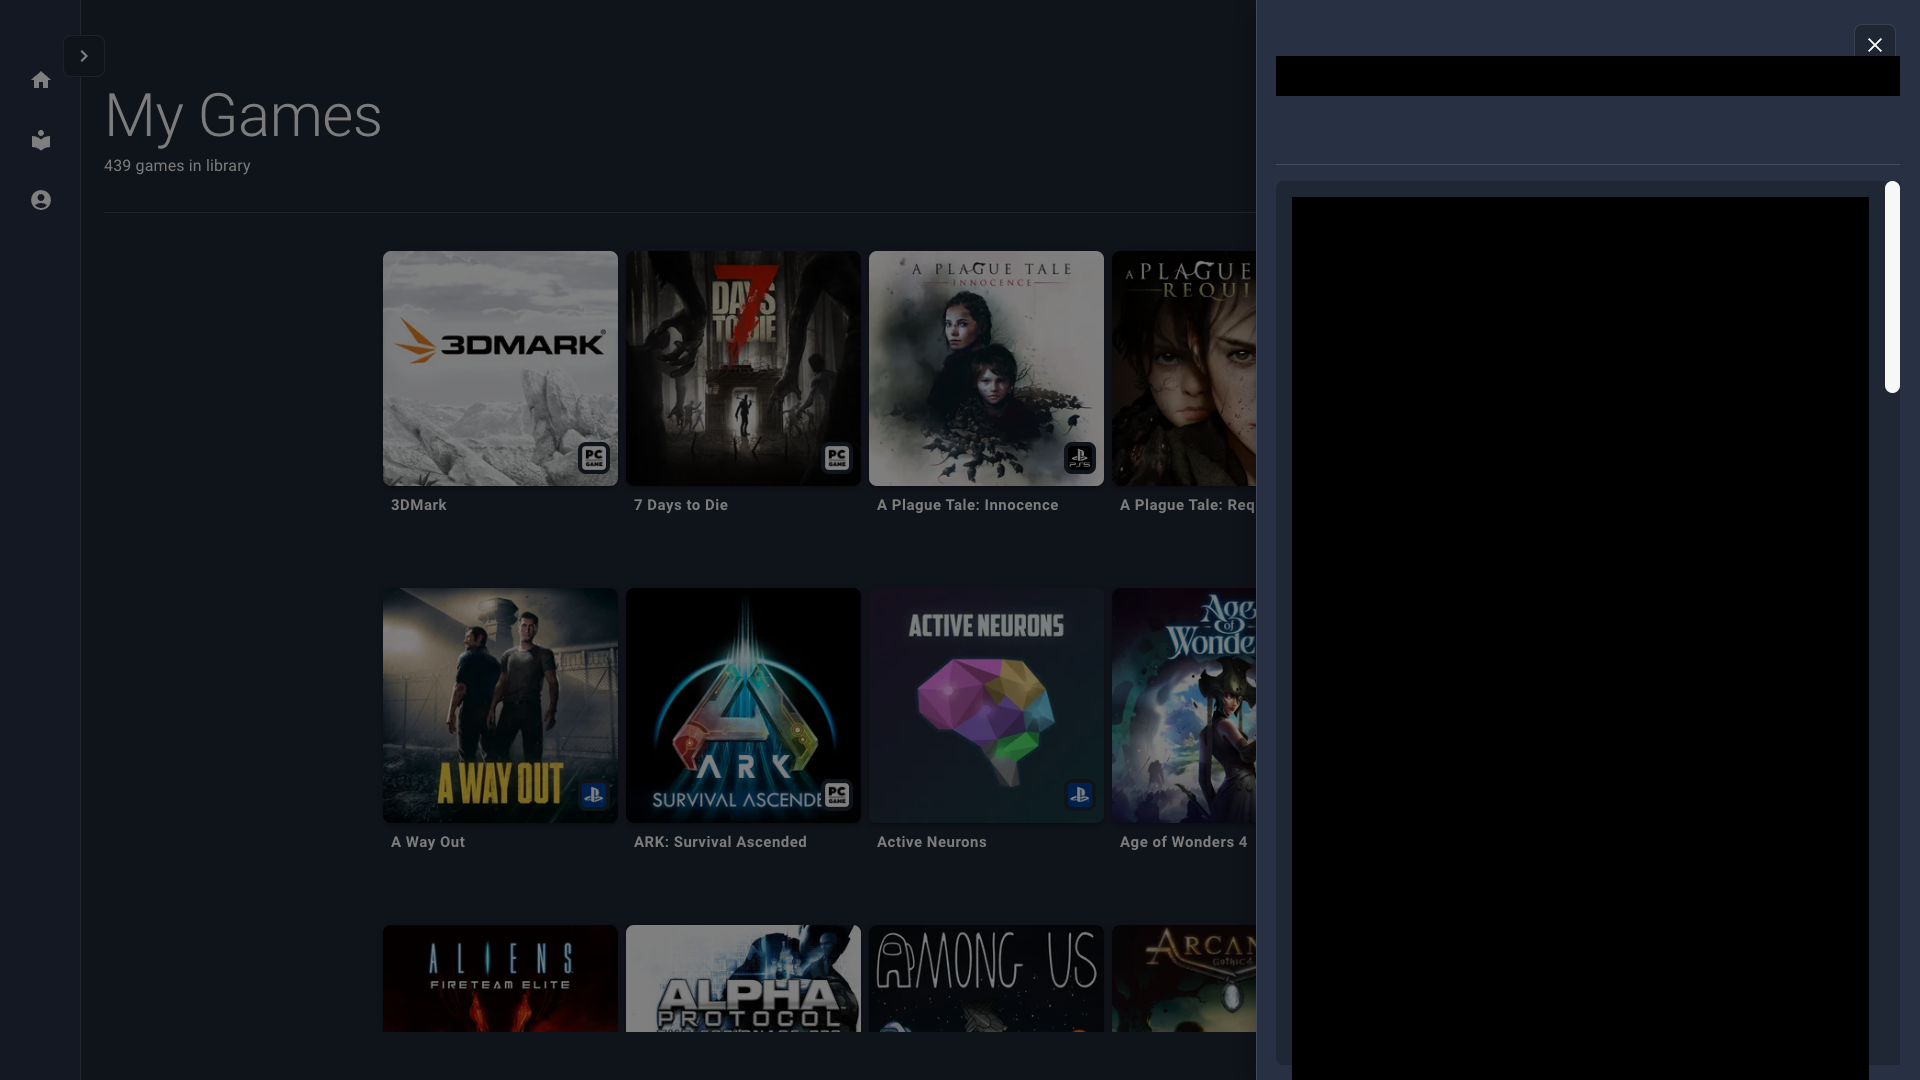 My Games
439 games in library
3DMARK
PC
GAME
3DMark
7
DAYS
TO DIE
PC
GAME
7 Days to Die
A PLAGUE TALE
INNOCENCE
PS5
A Plague Tale: Innocence
A PLAGUE
REQUI
A Plague Tale: Req
A WAY OUT
A Way Out
ARK
SURVIVAL ASCENDE
PC
GAME
ARK: Survival Ascended
ACTIVE NEURONS
Active Neurons
Age
of
Wonde
Age of Wonders 4
ALIENS
FIRETEAM ELITE
ALPHA
PROTOCOL
AMONG US
ARCAN